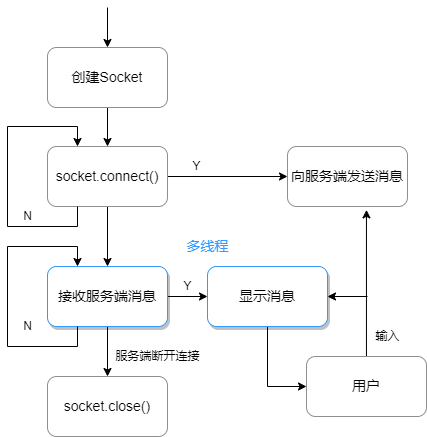 创建Socket
socket.connect()
Y
向服务端发送消息
N
多线程
接收服务端消息
Y
显示消息
N
服务端断开连接
输入
socket.close()
用户